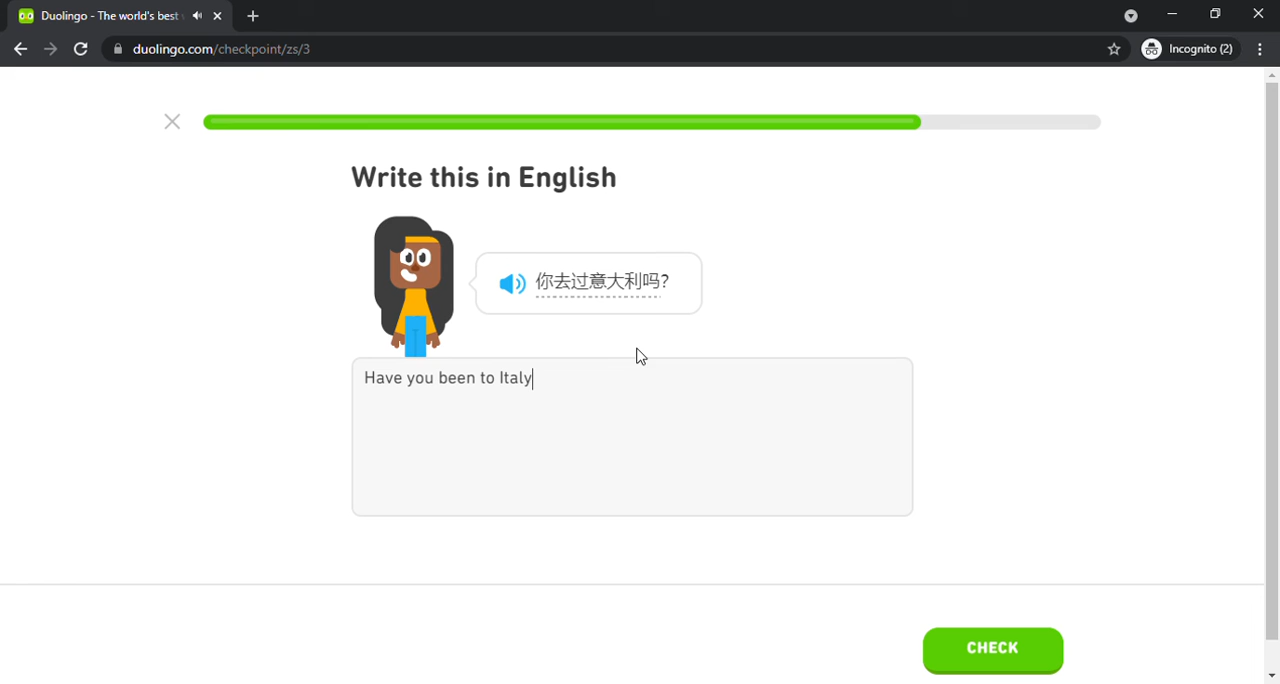 Duolingo - The world's best
duolingo.com/checkpoint/zs/3
Incognito (2)
Write this in English
你去过意大利吗?
Have you been to Italy
CHECK